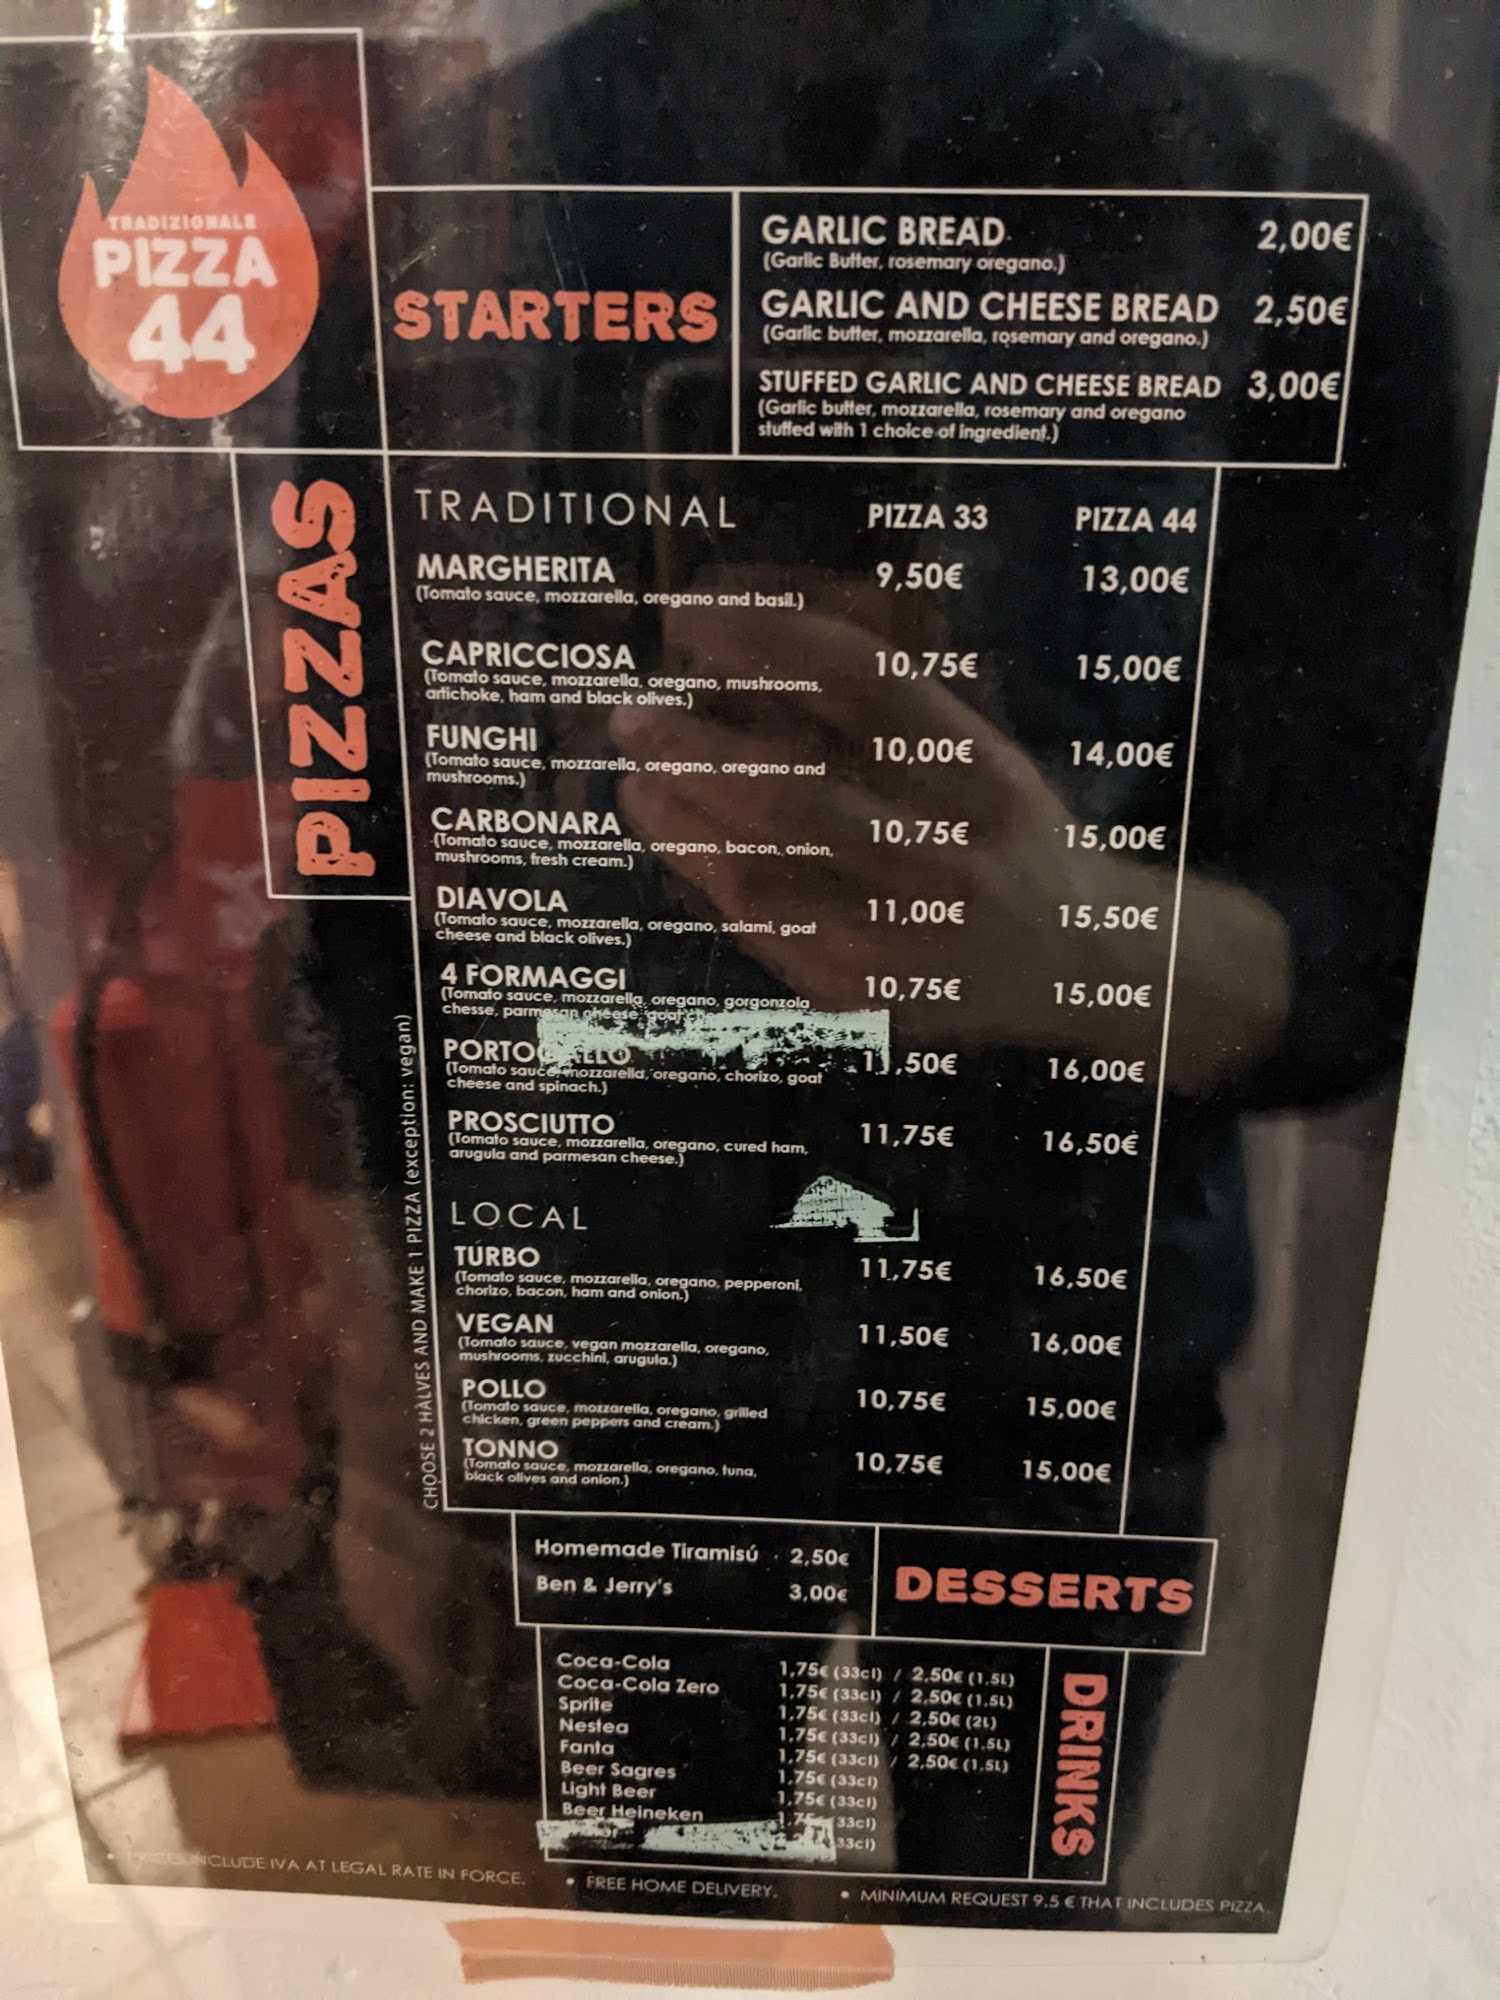 TRADIZIONALE
PIZZA
44
STARTERS
GARLIC BREAD 2,00€
(Garlic Butter, rosemary oregano.)
GARLIC AND CHEESE BREAD 2,50€
(Garlic butter, mozzarella, rosemary and oregano.)
STUFFED GARLIC AND CHEESE BREAD 3,00€
(Garlic butter, mozzarella, rosemary and oregano
stuffed with 1 choice of ingredient.)
PIZZAS
TRADITIONAL PIZZA 33 PIZZA 44
MARGHERITA 9,50€ 13,00€
(Tomato sauce, mozzarella, oregano and basil.)
CAPRICCIOSA 10,75€ 15,00€
(Tomato sauce, mozzarella, oregano, mushrooms,
artichoke, ham and black olives.)
FUNGHI 10,00€ 14,00€
(Tomato sauce, mozzarella, oregano, oregano and
mushrooms.)
CARBONARA 10,75€ 15,00€
(Tomato sauce, mozzarella, oregano, bacon, onion,
mushrooms, fresh cream.)
DIAVOLA 11,00€ 15,50€
(Tomato sauce, mozzarella, oregano, salami, goat
cheese and black olives.)
4 FORMAGGI 10,75€ 15,00€
(Tomato sauce, mozzarella, oregano, gorgonzola
chesse, parmesan cheese, goat
11,50€ 16,00€
(Tomato sauce, mozzarella, oregano, chorizo, goat
cheese and spinach.)
PROSCIUTTO 11,75€ 16,50€
(Tomato sauce, mozzarella, oregano, cured ham,
arugula and parmesan cheese.)
LOCAL
TURBO 11,75€ 16,50€
(Tomato sauce, mozzarella, oregano, pepperoni,
chorizo, bacon, ham and onion.)
VEGAN 11,50€ 16,00€
(Tomato sauce, vegan mozzarella, oregano,
mushrooms, zucchini, arugula.)
POLLO 10,75€ 15,00€
(Tomato sauce, mozzarella, oregano, grilled
chicken, green peppers and cream.)
TONNO 10,75€ 15,00€
(Tomato sauce, mozzarella, oregano, tuna,
black olives and onion.)
CHOOSE 2 HALVES AND MAKE 1 PIZZA (exception: vegan)
Homemade Tiramisú 2,50€
Ben & Jerry's 3,00€
DESSERTS
Coca-Cola 1,75€ (33cl) / 2,50€ (1,5L)
Coca-Cola Zero 1,75€ (33cl) / 2,50€ (1,5L)
Sprite 1,75€ (33cl) / 2,50€ (2L)
Nestea 1,75€ (33cl) / 2,50€ (1,5L)
Fanta 1,75€ (33cl) / 2,50€ (1,5L)
Beer Sagres 1,75€ (33cl)
Light Beer 1,75€ (33cl)
Beer Heineken 1,75€ (33cl)
(33cl)
DRINKS
INCLUDE IVA AT LEGAL RATE IN FORCE.
• FREE HOME DELIVERY.
• MINIMUM REQUEST 9.5 € THAT INCLUDES PIZZA.